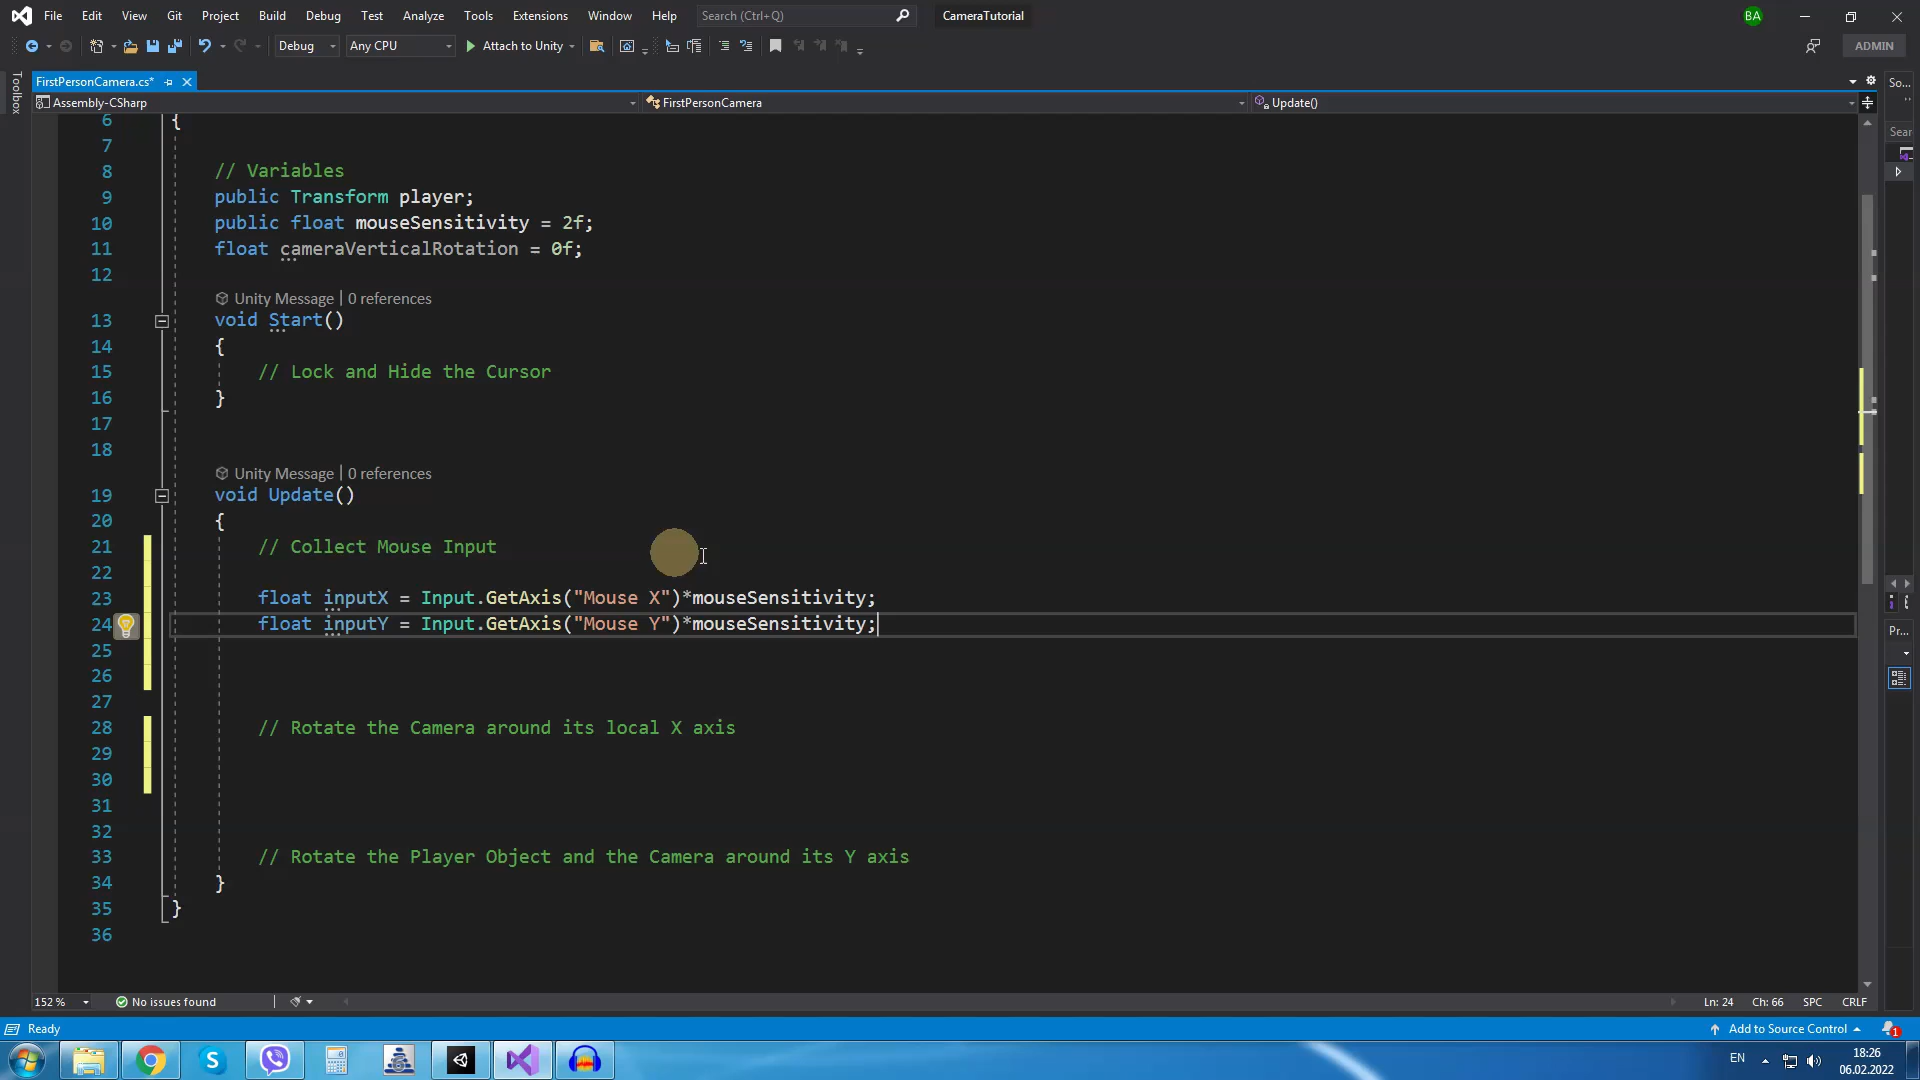 File Edit View Git Project Build Debug Test Analyze Tools Extensions Window Help Search (Ctrl+Q) CameraTutorial BA
Debug Any CPU Attach to Unity ADMIN
Toolbox
FirstPersonCamera.cs*
So...
Assembly-CSharp FirstPersonCamera Update()
Sear
Pr...
6 {
7
8 // Variables
9 public Transform player;
10 public float mouseSensitivity = 2f;
11 float cameraVerticalRotation = 0f;
12
Unity Message | 0 references
13 void Start()
14 {
15 // Lock and Hide the Cursor
16 }
17
18
Unity Message | 0 references
19 void Update()
20 {
21 // Collect Mouse Input
22
23 float inputX = Input.GetAxis("Mouse X")*mouseSensitivity;
24 float inputY = Input.GetAxis("Mouse Y")*mouseSensitivity;
25
26
27
28 // Rotate the Camera around its local X axis
29
30
31
32
33 // Rotate the Player Object and the Camera around its Y axis
34 }
35 }
36
152 % No issues found Ln: 24 Ch: 66 SPC CRLF
Ready Add to Source Control 1
EN 18:26
06.02.2022